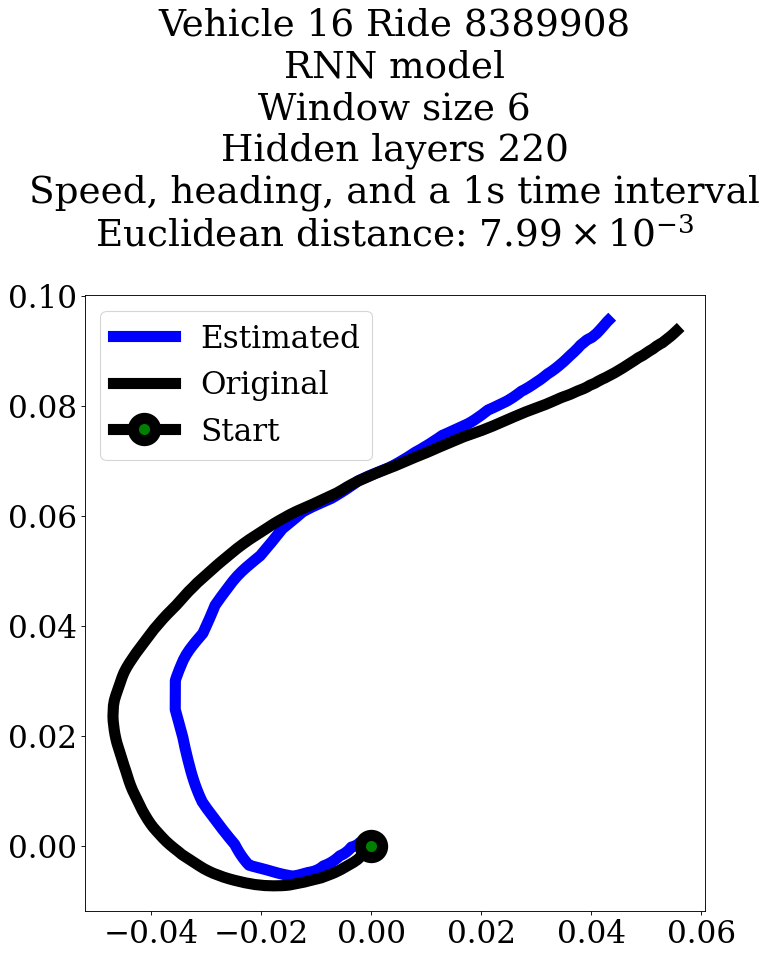 Vehicle 16 Ride 8389908
RNN model
Window size 6
Hidden layers 220
Speed, heading, and a 1s time interval
Euclidean distance: 7.99 × 10⁻³
Estimated
Original
Start
0.10
0.08
0.06
0.04
0.02
0.00
−0.04 −0.02 0.00 0.02 0.04 0.06